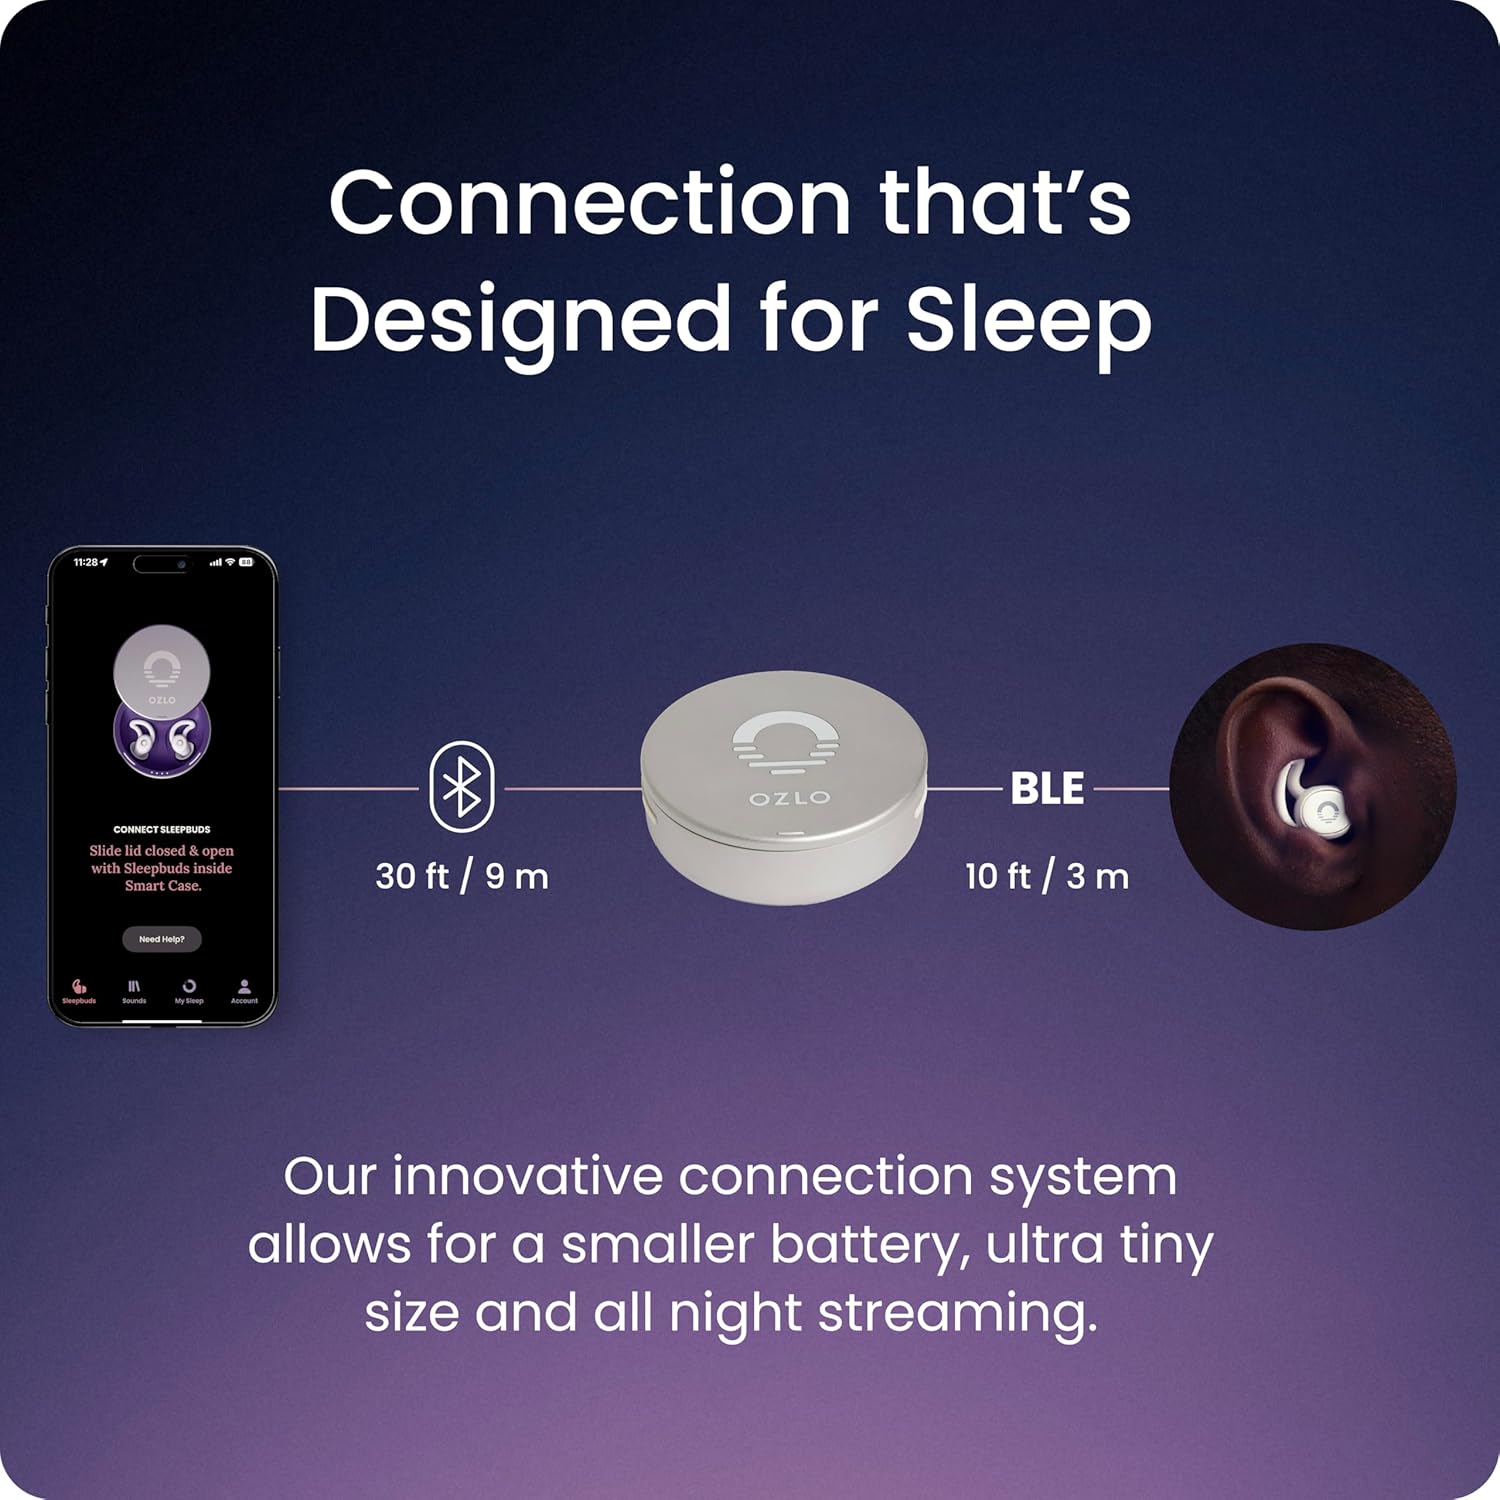 Connection that's
Designed for Sleep
11:28
88
OZLO
CONNECT SLEEPBUDS
Slide lid closed & open
with Sleepbuds inside
Smart Case.
Need Help?
Sleepbuds Sounds My Sleep Account
30 ft / 9 m
OZLO
BLE
10 ft / 3 m
Our innovative connection system
allows for a smaller battery, ultra tiny
size and all night streaming.